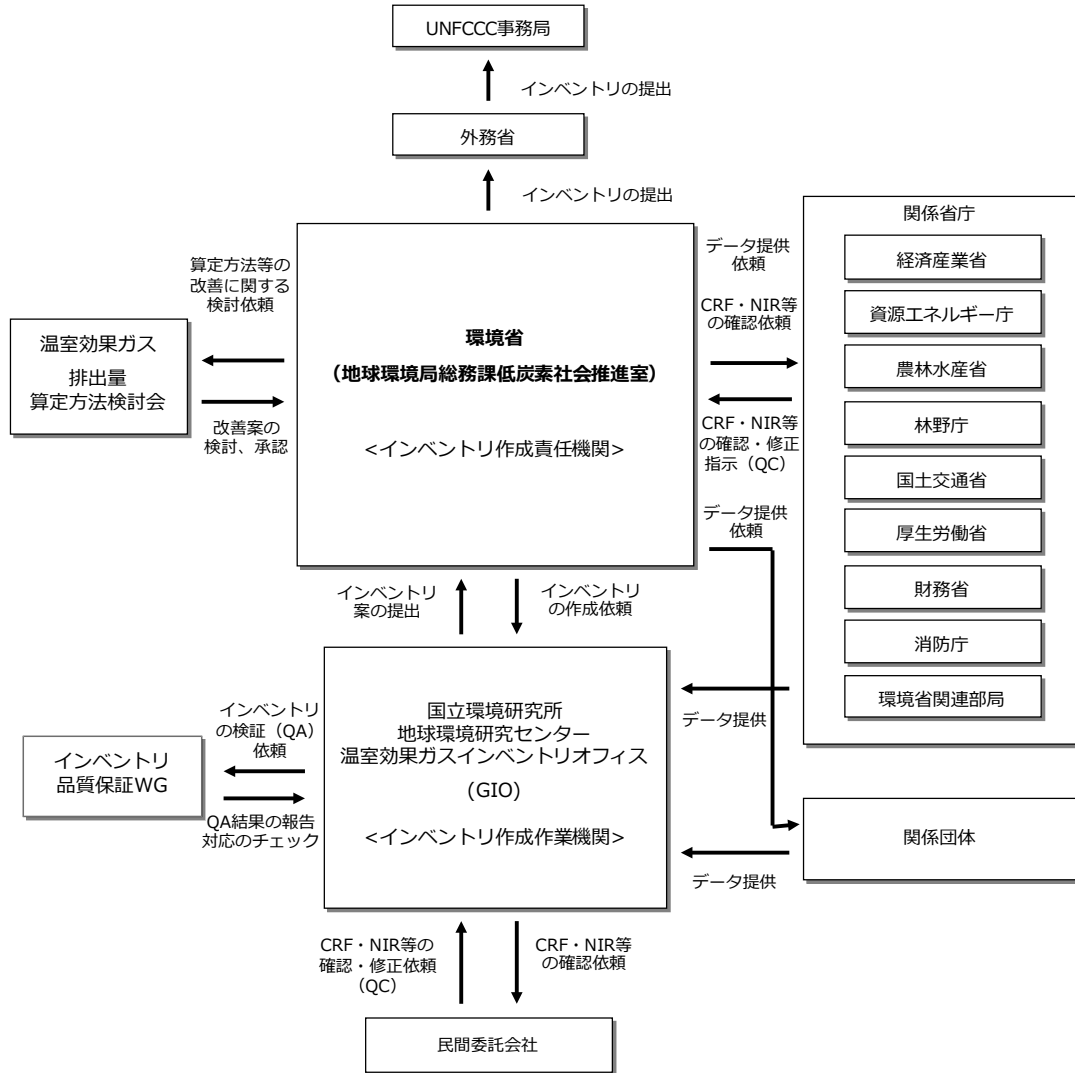 UNFCCC事務局
インベントリの提出
外務省
インベントリの提出
環境省
（地球環境局総務課低炭素社会推進室）
<インベントリ作成責任機関>
算定方法等の
改善に関する
検討依頼
温室効果ガス
排出量
算定方法検討会
改善案の
検討、承認
データ提供
依頼
CRF・NIR等
の確認依頼
CRF・NIR等
の確認・修正
指示（QC）
データ提供
依頼
関係省庁
経済産業省
資源エネルギー庁
農林水産省
林野庁
国土交通省
厚生労働省
財務省
消防庁
環境省関連部局
インベントリ
案の提出
インベントリ
の作成依頼
国立環境研究所
地球環境研究センター
温室効果ガスインベントリオフィス
(GIO)
<インベントリ作成作業機関>
インベントリ
の検証（QA）
依頼
インベントリ
品質保証WG
QA結果の報告
対応のチェック
データ提供
関係団体
データ提供
CRF・NIR等の
確認・修正依頼
（QC）
CRF・NIR等
の確認依頼
民間委託会社